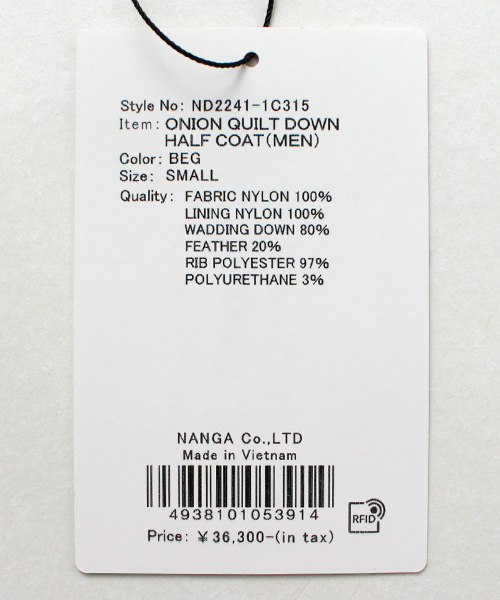 Style No: ND2241-1C315
Item: ONION QUILT DOWN
HALF COAT(MEN)
Color: BEG
Size: SMALL
Quality: FABRIC NYLON 100%
LINING NYLON 100%
WADDING DOWN 80%
FEATHER 20%
RIB POLYESTER 97%
POLYURETHANE 3%
NANGA Co.,LTD
Made in Vietnam
4938101053914
RFID
Price: ¥36,300-(in tax)